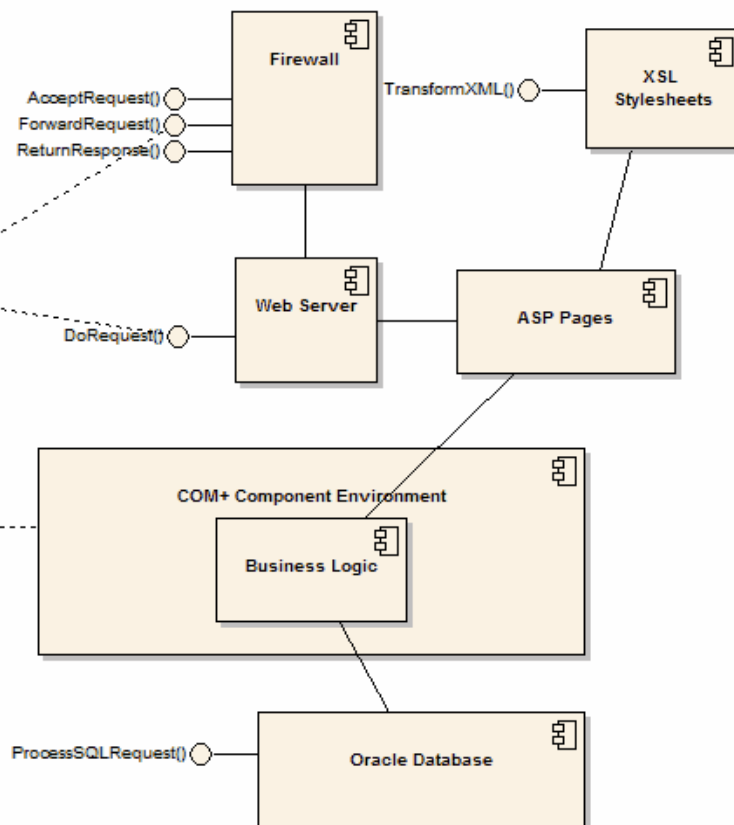 Firewall
AcceptRequest()
ForwardRequest()
ReturnResponse()
TransformXML()
XSL
Stylesheets
Web Server
DoRequest()
ASP Pages
COM+ Component Environment
Business Logic
ProcessSQLRequest()
Oracle Database